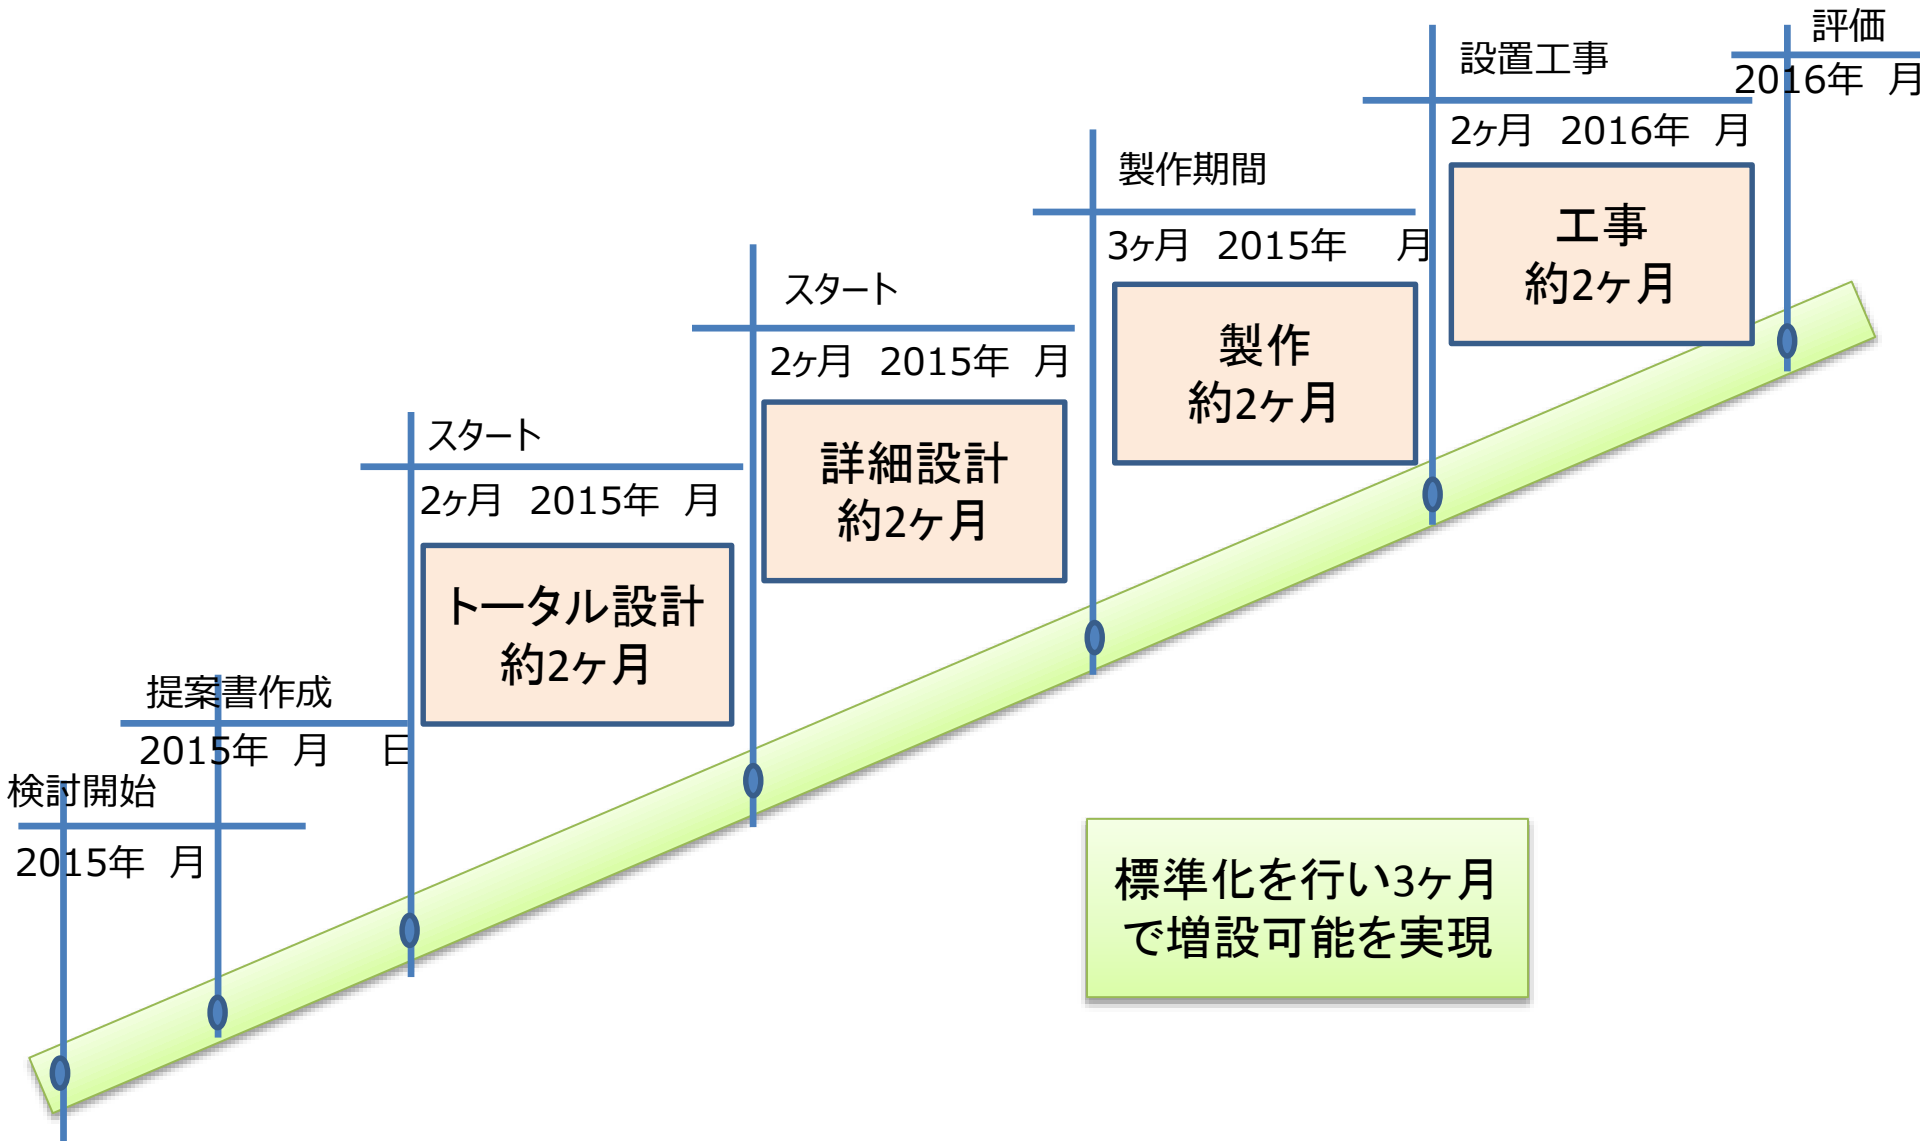 検討開始
2015年 月
提案書作成
2015年 月 日
スタート
2ヶ月 2015年 月
トータル設計
約2ヶ月
スタート
2ヶ月 2015年 月
詳細設計
約2ヶ月
製作期間
3ヶ月 2015年 月
製作
約2ヶ月
設置工事
2ヶ月 2016年 月
工事
約2ヶ月
評価
2016年 月
標準化を行い3ヶ月
で増設可能を実現